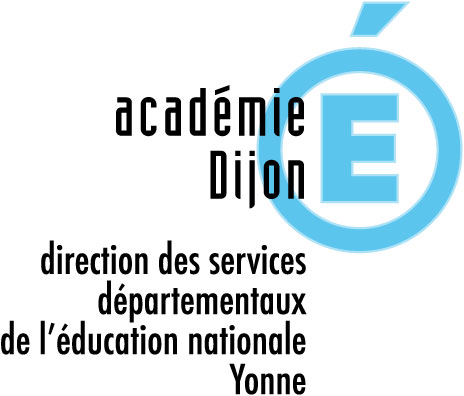 académie
Dijon
É
direction des services
départementaux
de l'éducation nationale
Yonne